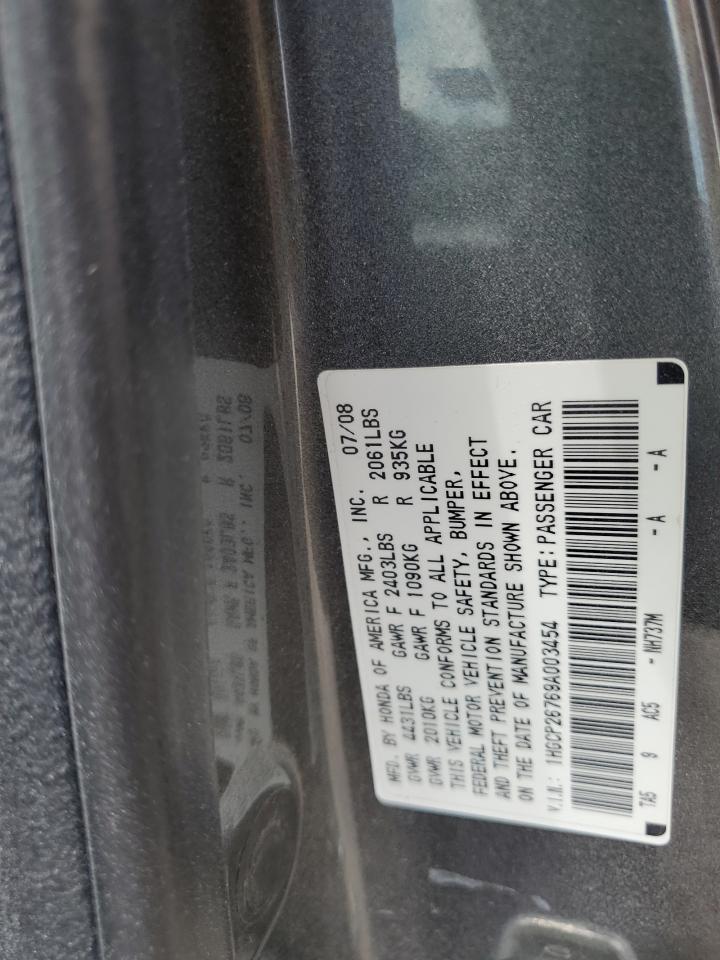 MFD. BY HONDA OF AMERICA MFG., INC. 07/08
GVWR 4431LBS GAWR F 2403LBS R 2061LBS
GVWR 2010KG GAWR F 1090KG R 935KG
THIS VEHICLE CONFORMS TO ALL APPLICABLE
FEDERAL MOTOR VEHICLE SAFETY, BUMPER,
AND THEFT PREVENTION STANDARDS IN EFFECT
ON THE DATE OF MANUFACTURE SHOWN ABOVE.
V.I.N.: 1HGCP26769A003454 TYPE: PASSENGER CAR
TA5 9 AC5 - NH737M - A - A